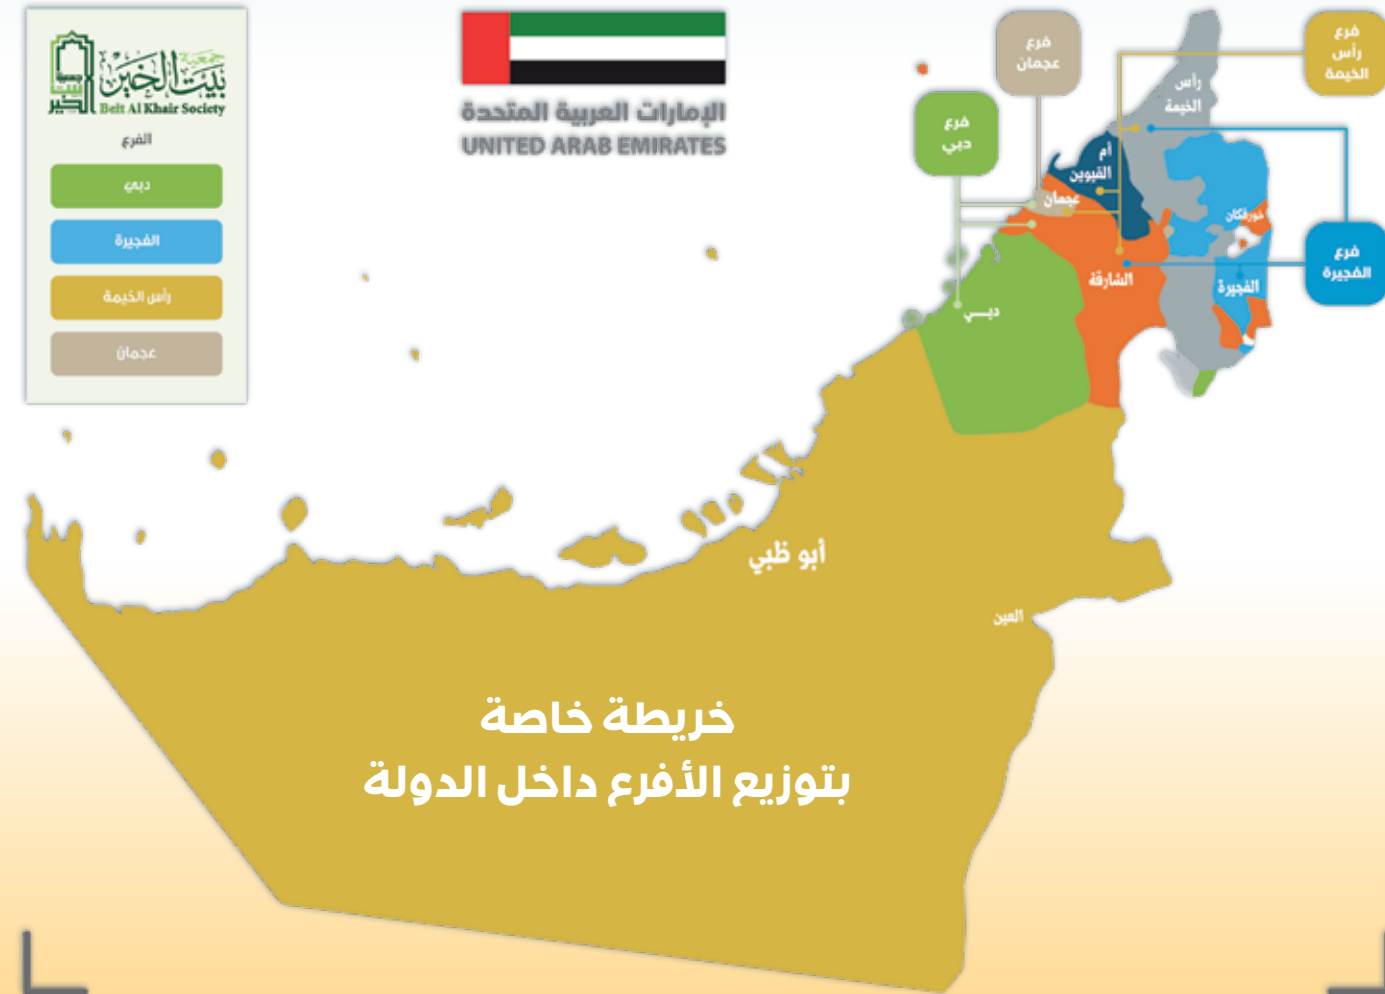 جمعية
بيت الخير
Beit Al Khair Society
الفرع
دبي
الفجيرة
رأس الخيمة
عجمان
الإمارات العربية المتحدة
UNITED ARAB EMIRATES
فرع
عجمان
فرع
رأس
الخيمة
فرع
دبي
فرع
الفجيرة
رأس
الخيمة
أم
القيوين
عجمان
خورفكان
الشارقة
الفجيرة
دبــي
أبو ظبي
العين
خريطة خاصة
بتوزيع الأفرع داخل الدولة